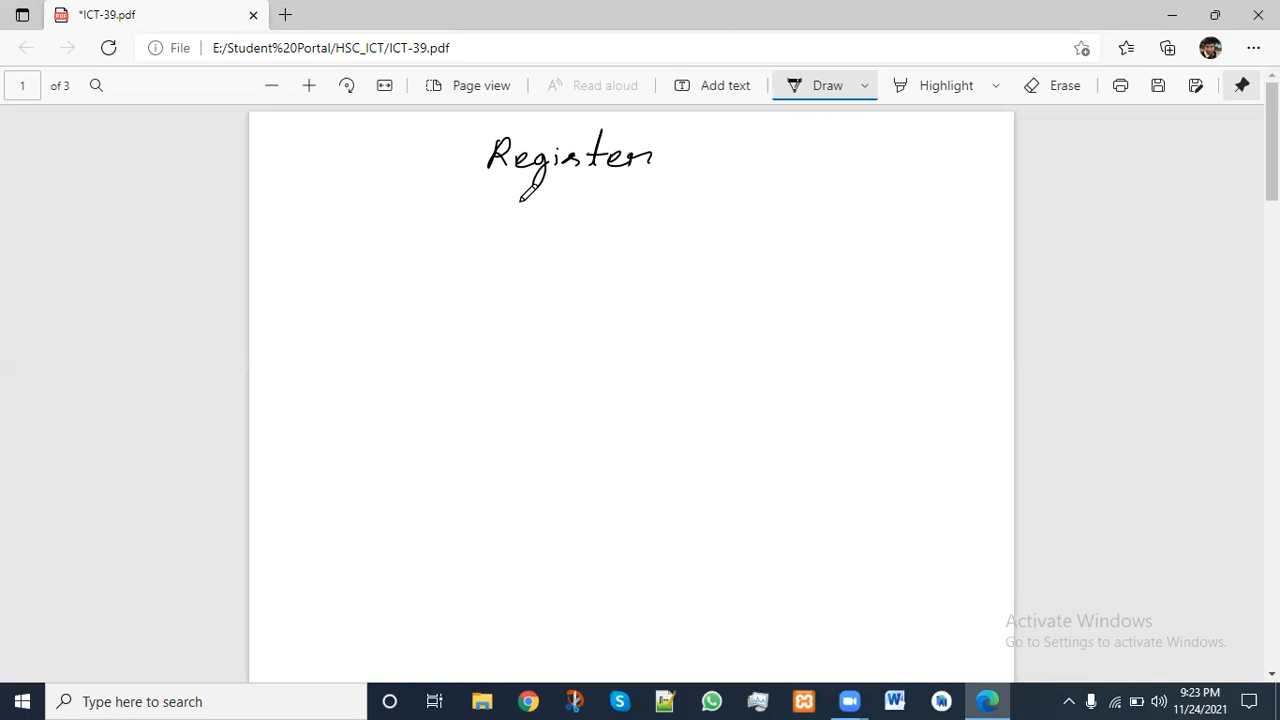 *ICT-39.pdf
File E:/Student%20Portal/HSC_ICT/ICT-39.pdf
1 of 3 Page view Read aloud Add text Draw Highlight Erase
Register
Activate Windows
Go to Settings to activate Windows.
Type here to search
9:23 PM
11/24/2021